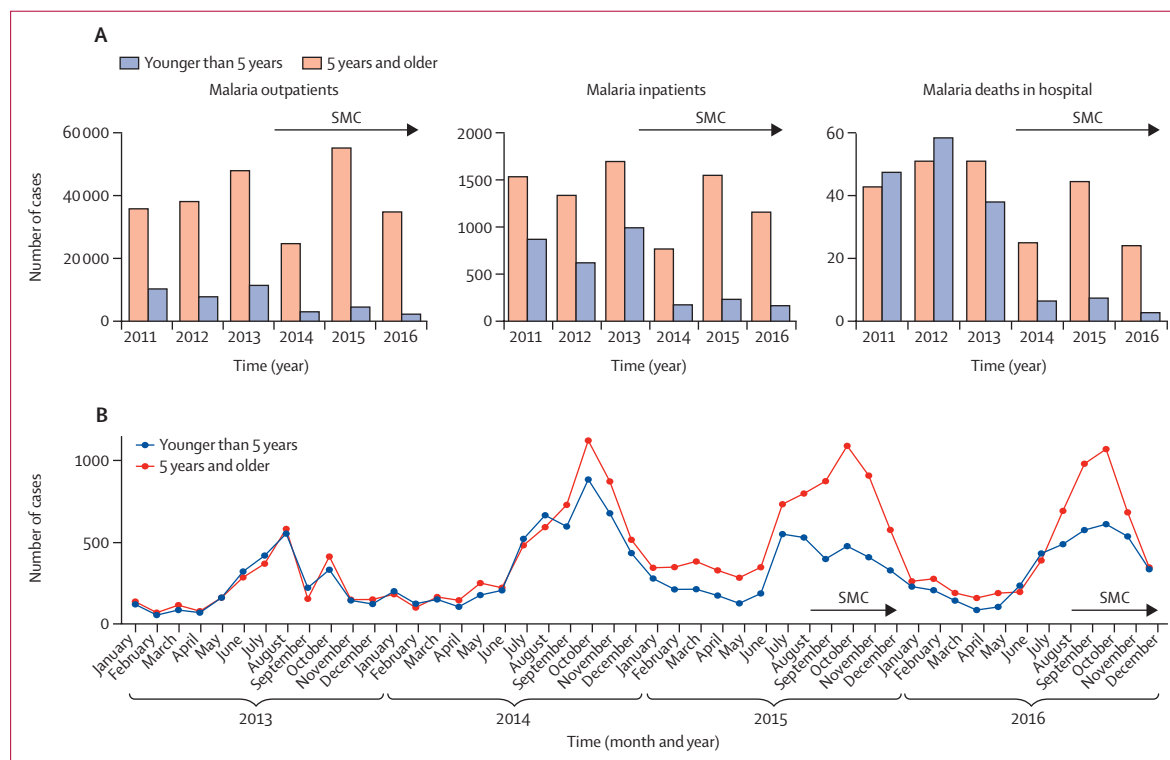 A
Younger than 5 years 5 years and older
Malaria outpatients
Number of cases
60 000
40 000
20 000
0
SMC
2011 2012 2013 2014 2015 2016
Time (year)
Malaria inpatients
2000
1500
1000
500
0
SMC
2011 2012 2013 2014 2015 2016
Time (year)
Malaria deaths in hospital
60
40
20
0
SMC
2011 2012 2013 2014 2015 2016
Time (year)
B
Younger than 5 years
5 years and older
Number of cases
1000
500
0
SMC
SMC
January February March April May June July August September October November December January February March April May June July August September October November December January February March April May June July August September October November December January February March April May June July August September October November December
2013 2014 2015 2016
Time (month and year)